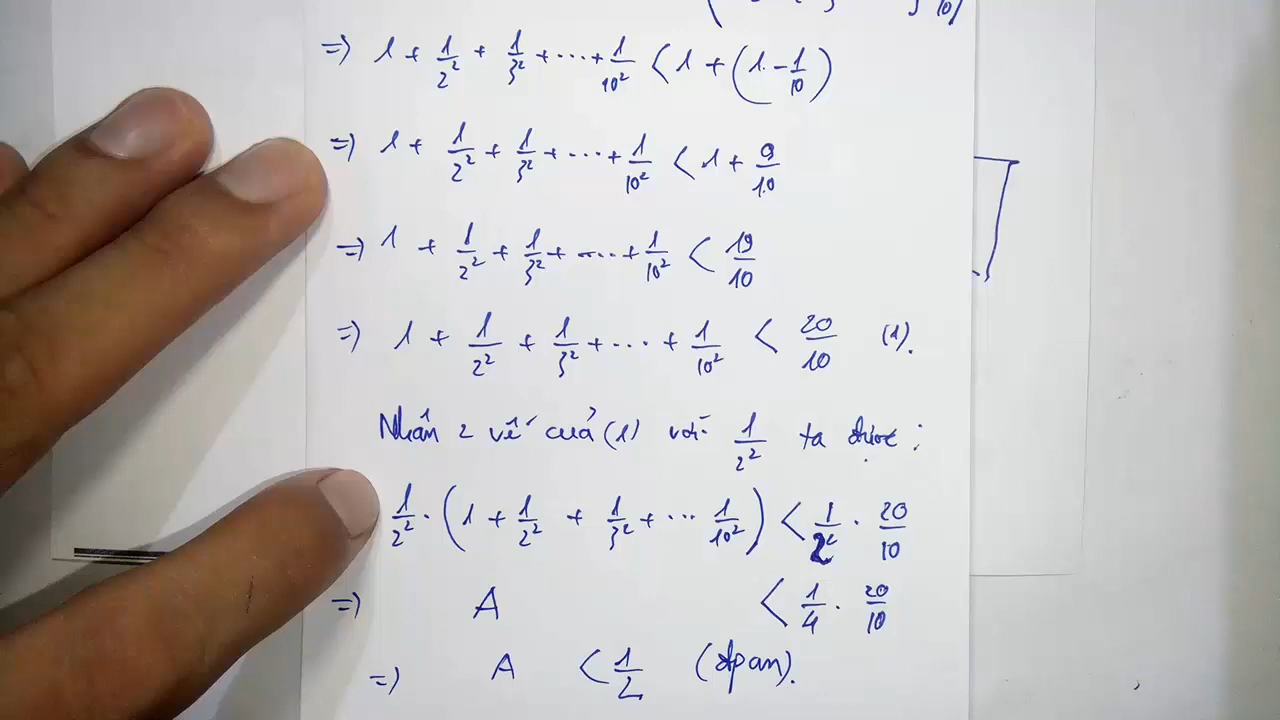 => 1 + 1/2² + 1/3² + ... + 1/10² < 1 + (1 - 1/10)
=> 1 + 1/2² + 1/3² + ... + 1/10² < 1 + 9/10
=> 1 + 1/2² + 1/3² + ... + 1/10² < 19/10
=> 1 + 1/2² + 1/3² + ... + 1/10² < 20/10 (1).
Nhân 2 vế của (1) với 1/2² ta được :
1/2² . (1 + 1/2² + 1/3² + ... 1/10²) < 1/2² . 20/10
=> A < 1/4 . 20/10
=> A < 1/2 (đpcm).